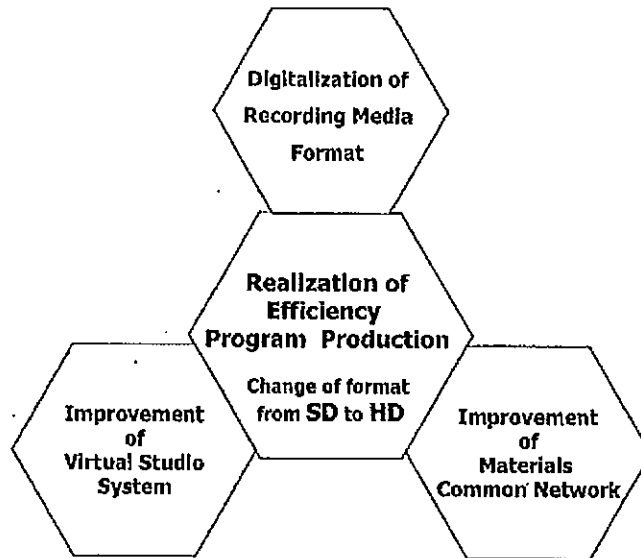 Digitalization of
Recording Media
Format
Realization of
Efficiency
Program Production
Change of format
from SD to HD
Improvement
of
Virtual Studio
System
Improvement
of
Materials
Common Network